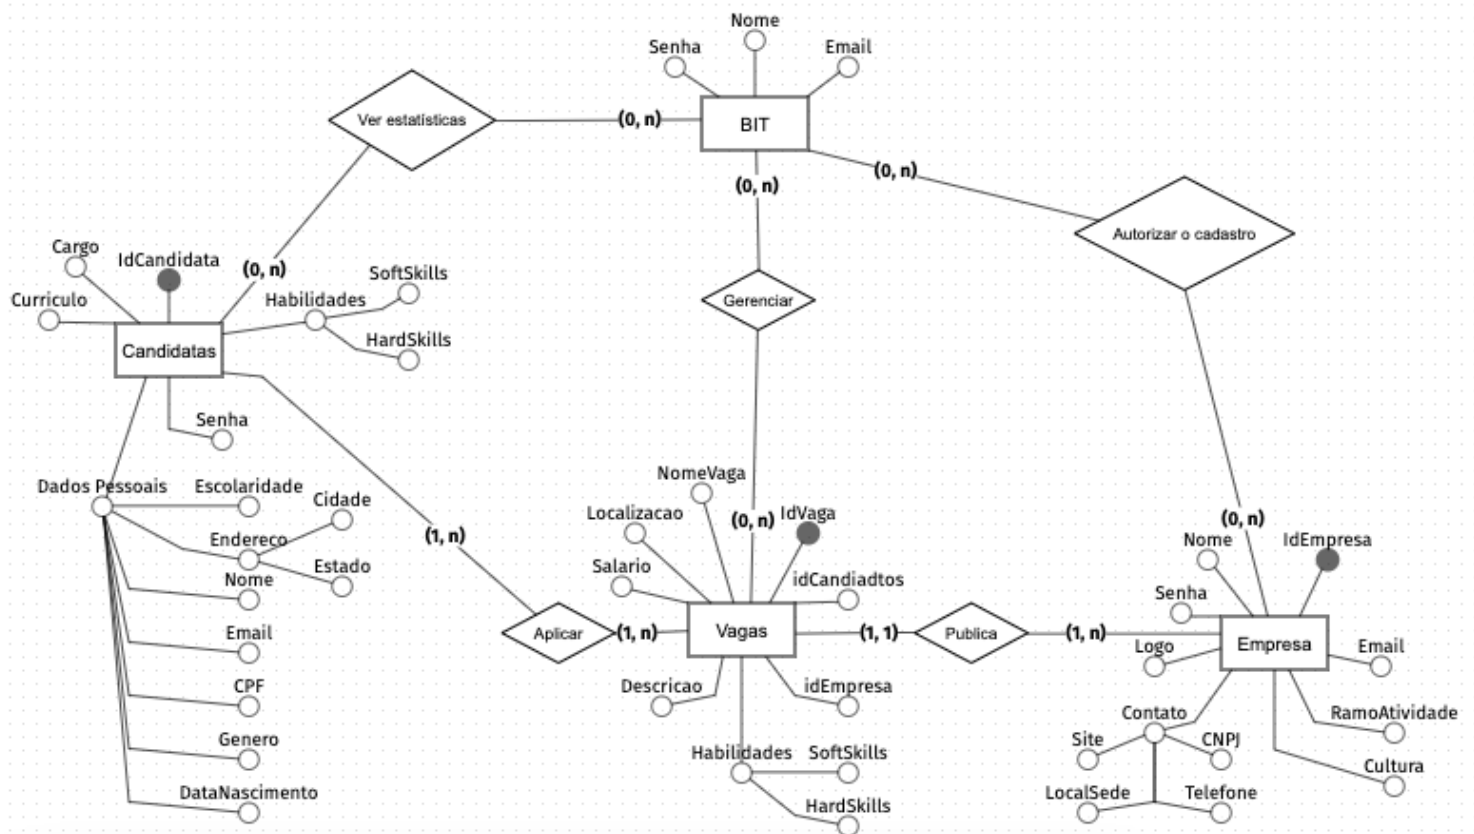 Nome
Senha
Email
BIT
Ver estatísticas
(0, n)
(0, n)
(0, n)
Autorizar o cadastro
Cargo
IdCandidata
(0, n)
SoftSkills
Curriculo
Habilidades
Gerenciar
HardSkills
Candidatas
Senha
NomeVaga
Dados Pessoais
Escolaridade
Cidade
Localizacao
(0, n)
IdVaga
(0, n)
(1, n)
Endereco
Nome
IdEmpresa
Estado
Salario
idCandiadtos
Nome
Senha
Email
Aplicar
(1, n)
Vagas
(1, 1)
Publica
(1, n)
Empresa
Logo
Email
CPF
Descricao
idEmpresa
Contato
RamoAtividade
Genero
Site
CNPJ
Habilidades
SoftSkills
Cultura
DataNascimento
LocalSede
Telefone
HardSkills